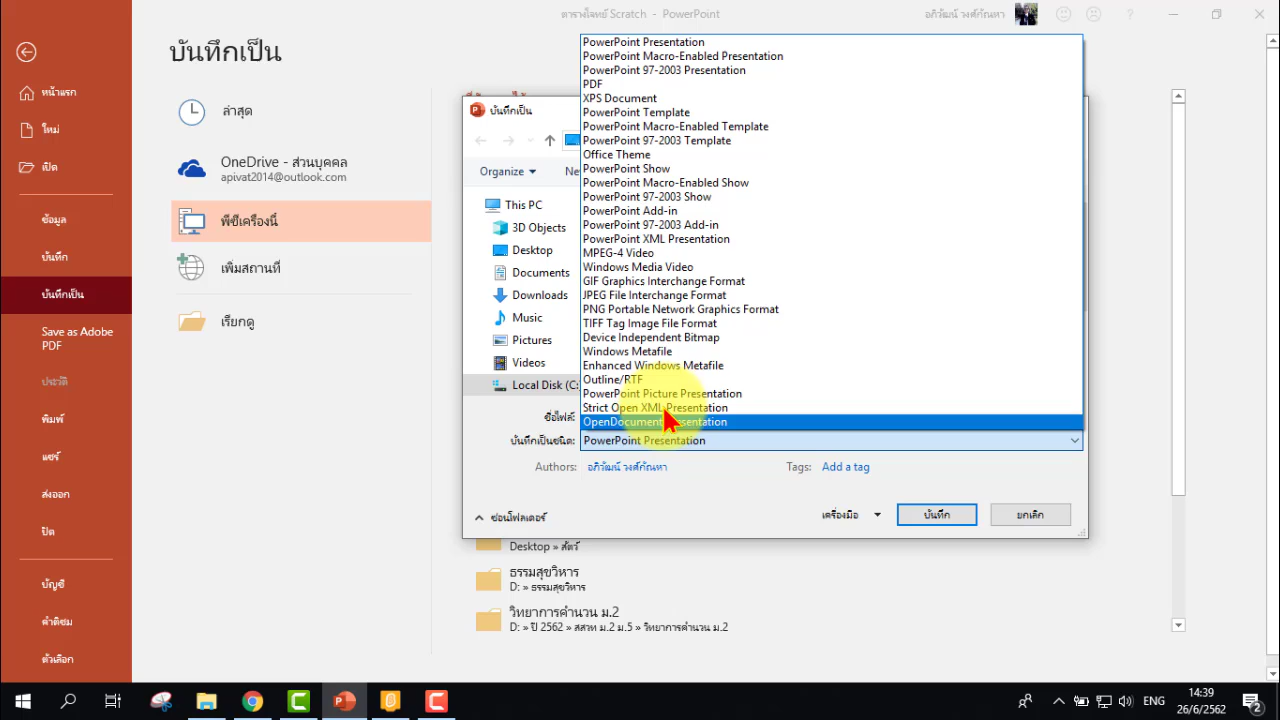 ตารางโจทย์ Scratch - PowerPoint
อภิวัฒน์ วงศ์กัณหา
บันทึกเป็น
หน้าแรก
ใหม่
เปิด
ข้อมูล
บันทึก
บันทึกเป็น
Save as Adobe
PDF
ประวัติ
พิมพ์
แชร์
ส่งออก
ปิด
บัญชี
คำติชม
ตัวเลือก
ล่าสุด
OneDrive - ส่วนบุคคล
apivat2014@outlook.com
พีซีเครื่องนี้
เพิ่มสถานที่
เรียกดู
บันทึกเป็น
Organize
This PC
3D Objects
Desktop
Documents
Downloads
Music
Pictures
Videos
Local Disk (C:
PowerPoint Presentation
PowerPoint Macro-Enabled Presentation
PowerPoint 97-2003 Presentation
PDF
XPS Document
PowerPoint Template
PowerPoint Macro-Enabled Template
PowerPoint 97-2003 Template
Office Theme
PowerPoint Show
PowerPoint Macro-Enabled Show
PowerPoint 97-2003 Show
PowerPoint Add-in
PowerPoint 97-2003 Add-in
PowerPoint XML Presentation
MPEG-4 Video
Windows Media Video
GIF Graphics Interchange Format
JPEG File Interchange Format
PNG Portable Network Graphics Format
TIFF Tag Image File Format
Device Independent Bitmap
Windows Metafile
Enhanced Windows Metafile
Outline/RTF
PowerPoint Picture Presentation
Strict Open XML Presentation
OpenDocument Presentation
ชื่อไฟล์:
บันทึกเป็นชนิด: PowerPoint Presentation
Authors: อภิวัฒน์ วงศ์กัณหา Tags: Add a tag
ซ่อนโฟลเดอร์ เครื่องมือ บันทึก ยกเลิก
Desktop » สัตว์
ธรรมสุขวิหาร
D: » ธรรมสุขวิหาร
วิทยาการคำนวน ม.2
D: » ปี 2562 » สสวท ม.2 ม.5 » วิทยาการคำนวน ม.2
ENG
14:39
26/6/2562
2